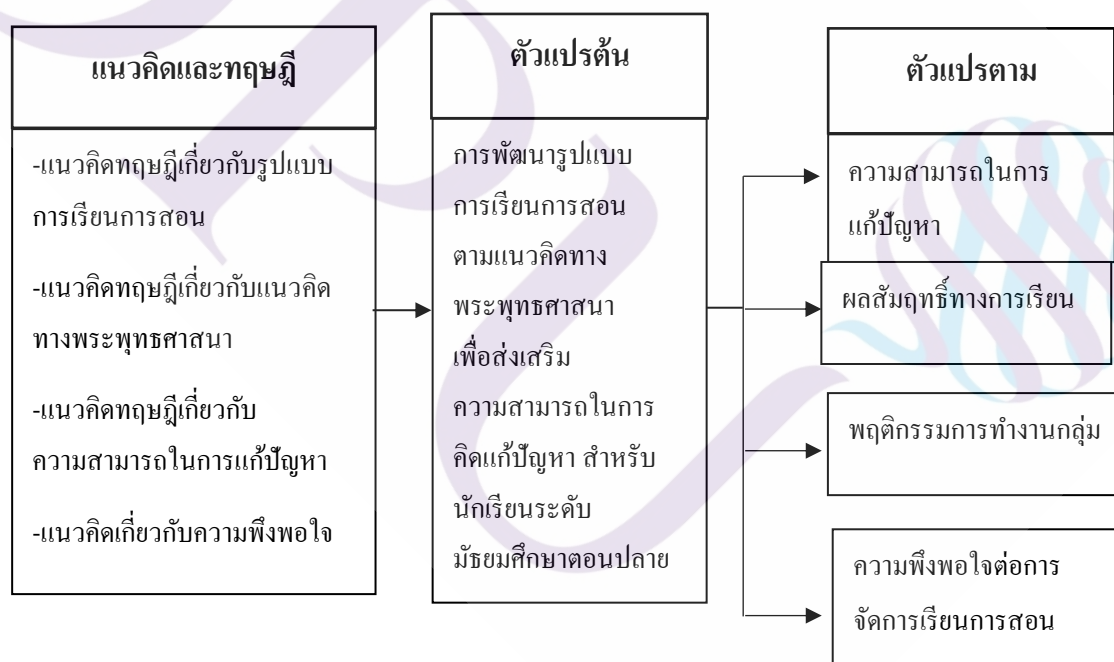 แนวคิดและทฤษฎี
-แนวคิดทฤษฎีเกี่ยวกับรูปแบบ
การเรียนการสอน
-แนวคิดทฤษฎีเกี่ยวกับแนวคิด
ทางพระพุทธศาสนา
-แนวคิดทฤษฎีเกี่ยวกับ
ความสามารถในการแก้ปัญหา
-แนวคิดเกี่ยวกับความพึงพอใจ
ตัวแปรต้น
การพัฒนารูปแบบ
การเรียนการสอน
ตามแนวคิดทาง
พระพุทธศาสนา
เพื่อส่งเสริม
ความสามารถในการ
คิดแก้ปัญหา สำหรับ
นักเรียนระดับ
มัธยมศึกษาตอนปลาย
ตัวแปรตาม
ความสามารถในการ
แก้ปัญหา
ผลสัมฤทธิ์ทางการเรียน
พฤติกรรมการทำงานกลุ่ม
ความพึงพอใจต่อการ
จัดการเรียนการสอน